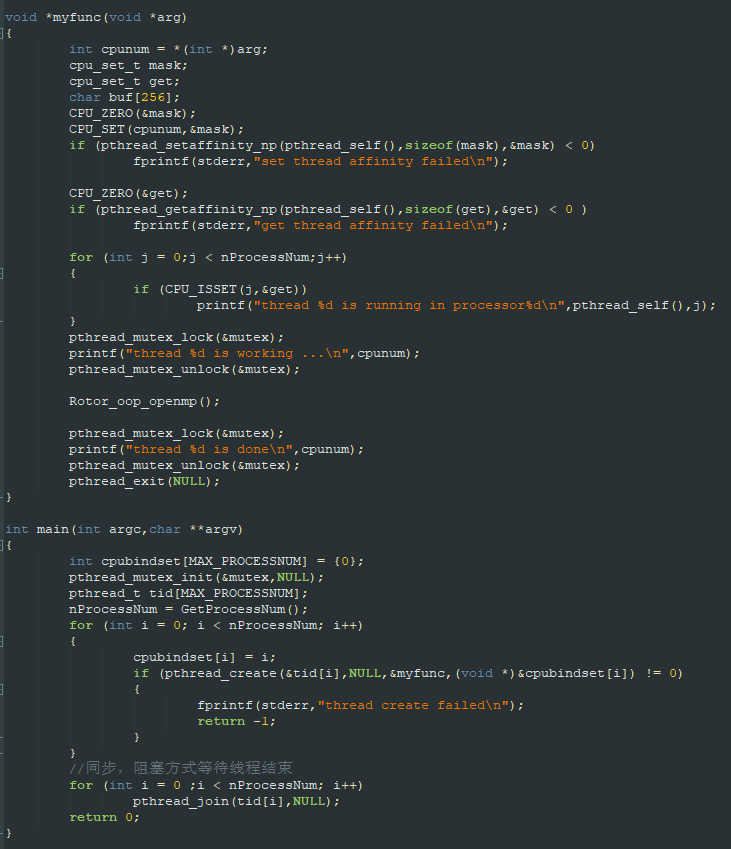 void *myfunc(void *arg)
{
int cpunum = *(int *)arg;
cpu_set_t mask;
cpu_set_t get;
char buf[256];
CPU_ZERO(&mask);
CPU_SET(cpunum,&mask);
if (pthread_setaffinity_np(pthread_self(),sizeof(mask),&mask) < 0)
fprintf(stderr,"set thread affinity failed\n");
CPU_ZERO(&get);
if (pthread_getaffinity_np(pthread_self(),sizeof(get),&get) < 0 )
fprintf(stderr,"get thread affinity failed\n");
for (int j = 0;j < nProcessNum;j++)
{
if (CPU_ISSET(j,&get))
printf("thread %d is running in processor%d\n",pthread_self(),j);
}
pthread_mutex_lock(&mutex);
printf("thread %d is working ...\n",cpunum);
pthread_mutex_unlock(&mutex);
Rotor_oop_openmp();
pthread_mutex_lock(&mutex);
printf("thread %d is done\n",cpunum);
pthread_mutex_unlock(&mutex);
pthread_exit(NULL);
}
int main(int argc,char **argv)
{
int cpubindset[MAX_PROCESSNUM] = {0};
pthread_mutex_init(&mutex,NULL);
pthread_t tid[MAX_PROCESSNUM];
nProcessNum = GetProcessNum();
for (int i = 0; i < nProcessNum; i++)
{
cpubindset[i] = i;
if (pthread_create(&tid[i],NULL,&myfunc,(void *)&cpubindset[i]) != 0)
{
fprintf(stderr,"thread create failed\n");
return -1;
}
}
//同步，阻塞方式等待线程结束
for (int i = 0 ;i < nProcessNum; i++)
pthread_join(tid[i],NULL);
return 0;
}